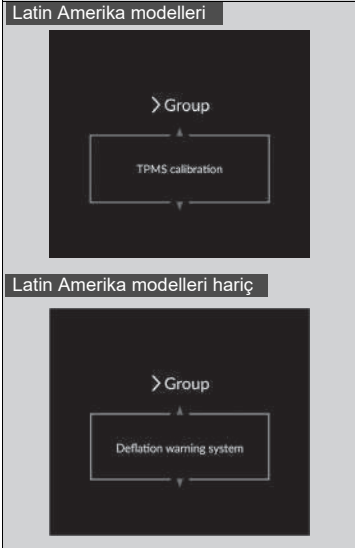 Latin Amerika modelleri
Group
TPMS calibration
Latin Amerika modelleri hariç
Group
Deflation warning system